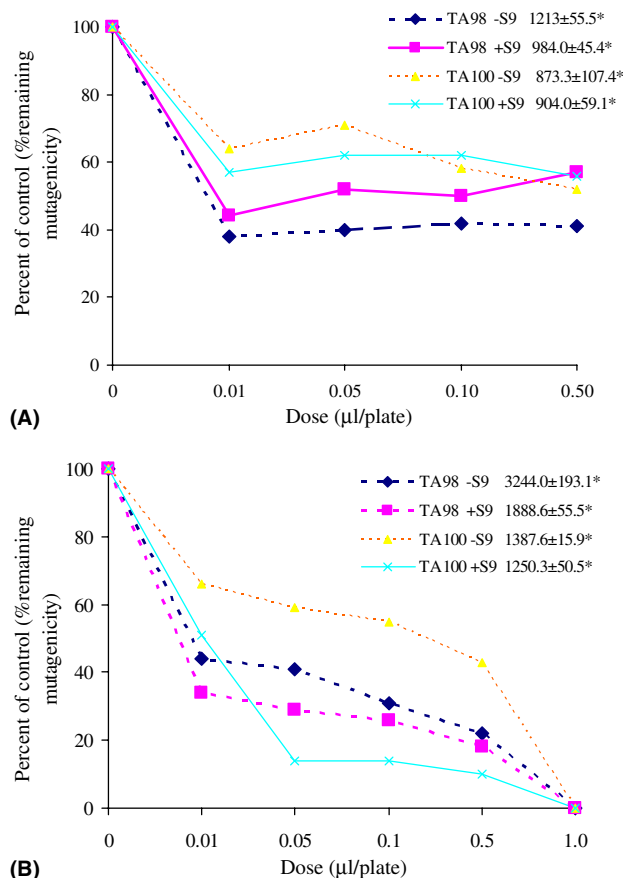 100
80
60
40
20
0
Percent of control (%remaining
mutagenicity)
TA98 -S9 1213±55.5*
TA98 +S9 984.0±45.4*
TA100 -S9 873.3±107.4*
TA100 +S9 904.0±59.1*
0 0.01 0.05 0.10 0.50
Dose (μl/plate)
(A)
100
80
60
40
20
0
Percent of control (%remaining
mutagenicity)
TA98 -S9 3244.0±193.1*
TA98 +S9 1888.6±55.5*
TA100 -S9 1387.6±15.9*
TA100 +S9 1250.3±50.5*
0 0.01 0.05 0.1 0.5 1.0
Dose (μl/plate)
(B)